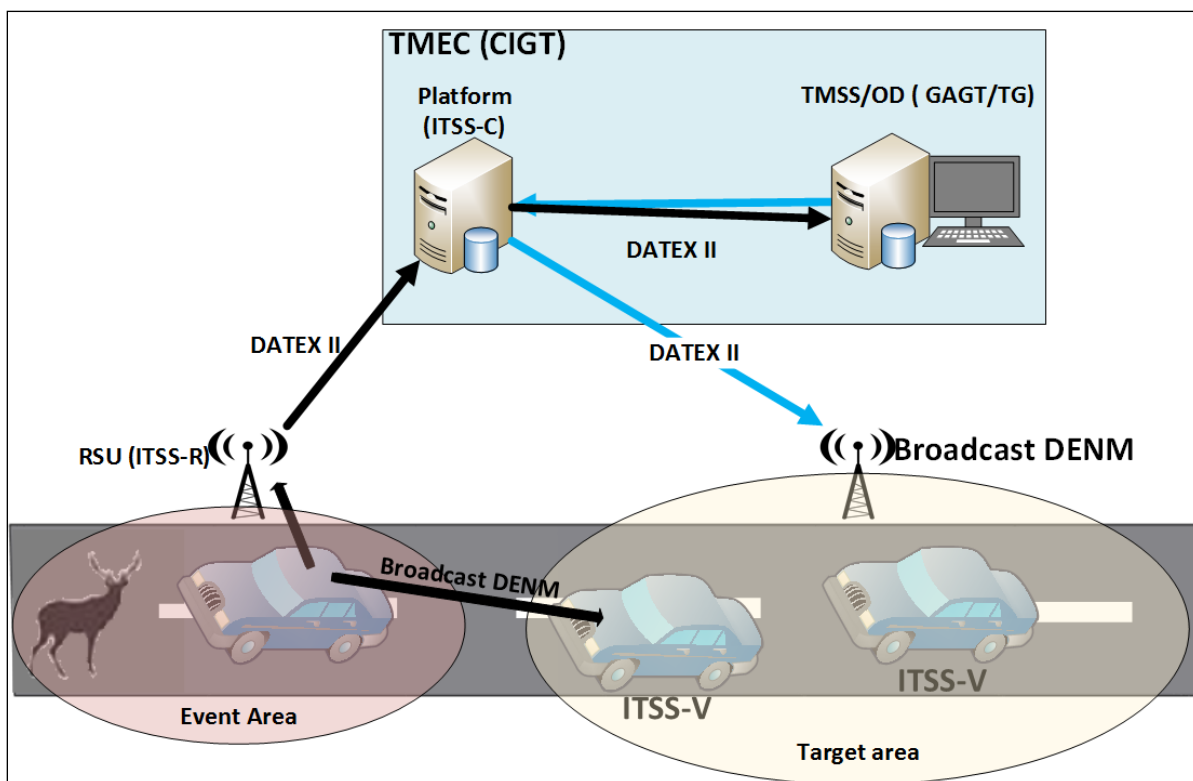 TMEC (CIGT)
Platform
(ITSS-C)
TMSS/OD ( GAGT/TG)
DATEX II
DATEX II
DATEX II
RSU (ITSS-R)
Broadcast DENM
Broadcast DENM
ITSS-V
ITSS-V
Event Area
Target area